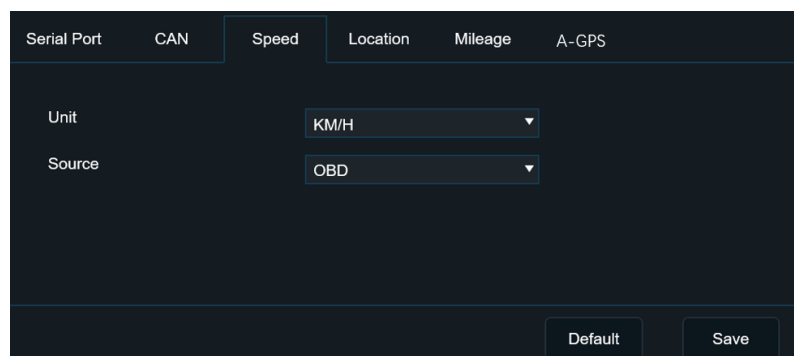 Serial Port CAN Speed Location Mileage A-GPS
Unit KM/H
Source OBD
Default Save